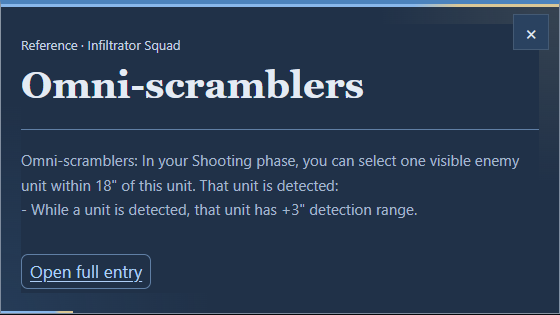 Reference · Infiltrator Squad
×
Omni-scramblers
Omni-scramblers: In your Shooting phase, you can select one visible enemy
unit within 18" of this unit. That unit is detected:
- While a unit is detected, that unit has +3" detection range.
Open full entry